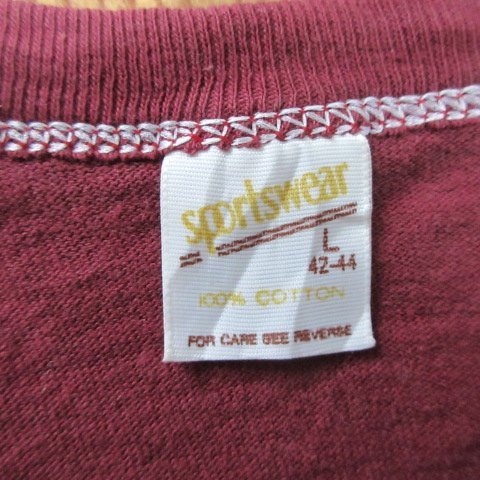 sportswear
L
42-44
100% COTTON
FOR CARE SEE REVERSE